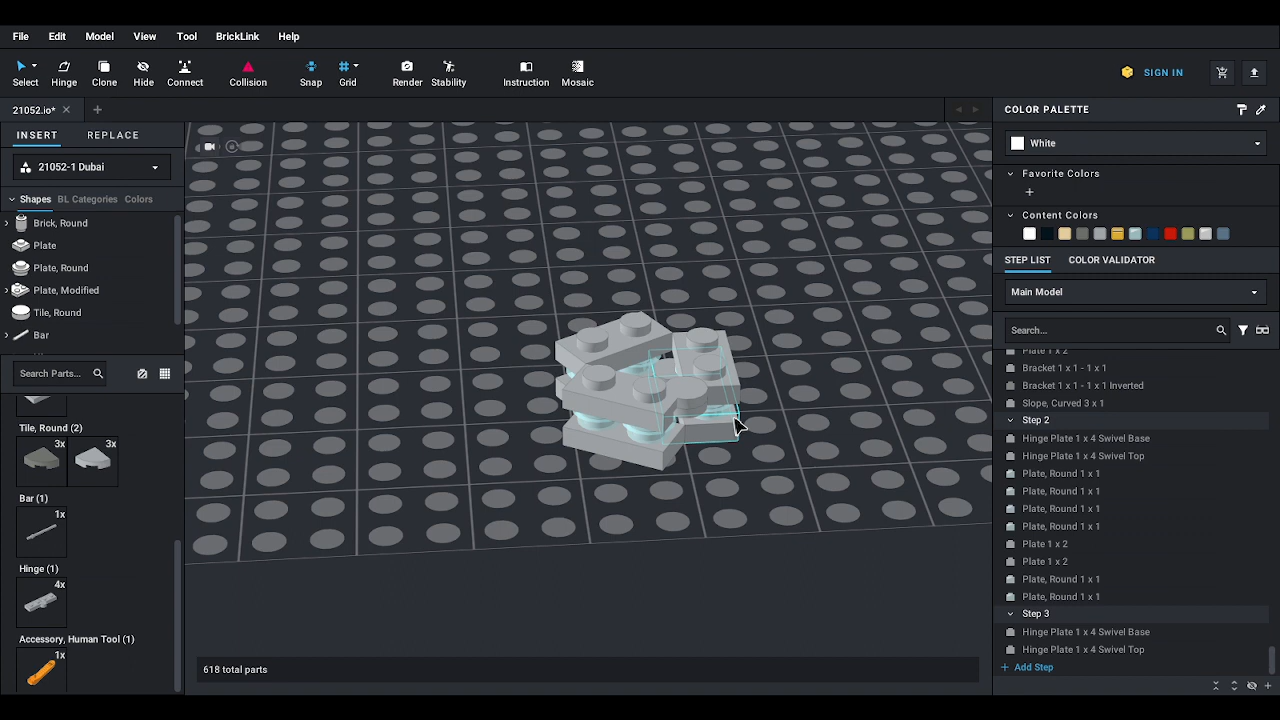 File Edit Model View Tool BrickLink Help
Select Hinge Clone Hide Connect Collision Snap Grid Render Stability Instruction Mosaic SIGN IN
21052.io*
INSERT REPLACE
21052-1 Dubai
Shapes BL Categories Colors
Brick, Round
Plate
Plate, Round
Plate, Modified
Tile, Round
Bar
Search Parts...
Tile, Round (2)
3x 3x
Bar (1)
1x
Hinge (1)
4x
Accessory, Human Tool (1)
1x
618 total parts
COLOR PALETTE
White
Favorite Colors
Content Colors
STEP LIST COLOR VALIDATOR
Main Model
Search...
Plate 1 x 2
Bracket 1 x 1 - 1 x 1
Bracket 1 x 1 - 1 x 1 Inverted
Slope, Curved 3 x 1
Step 2
Hinge Plate 1 x 4 Swivel Base
Hinge Plate 1 x 4 Swivel Top
Plate, Round 1 x 1
Plate, Round 1 x 1
Plate, Round 1 x 1
Plate, Round 1 x 1
Plate 1 x 2
Plate 1 x 2
Plate, Round 1 x 1
Plate, Round 1 x 1
Step 3
Hinge Plate 1 x 4 Swivel Base
Hinge Plate 1 x 4 Swivel Top
+ Add Step